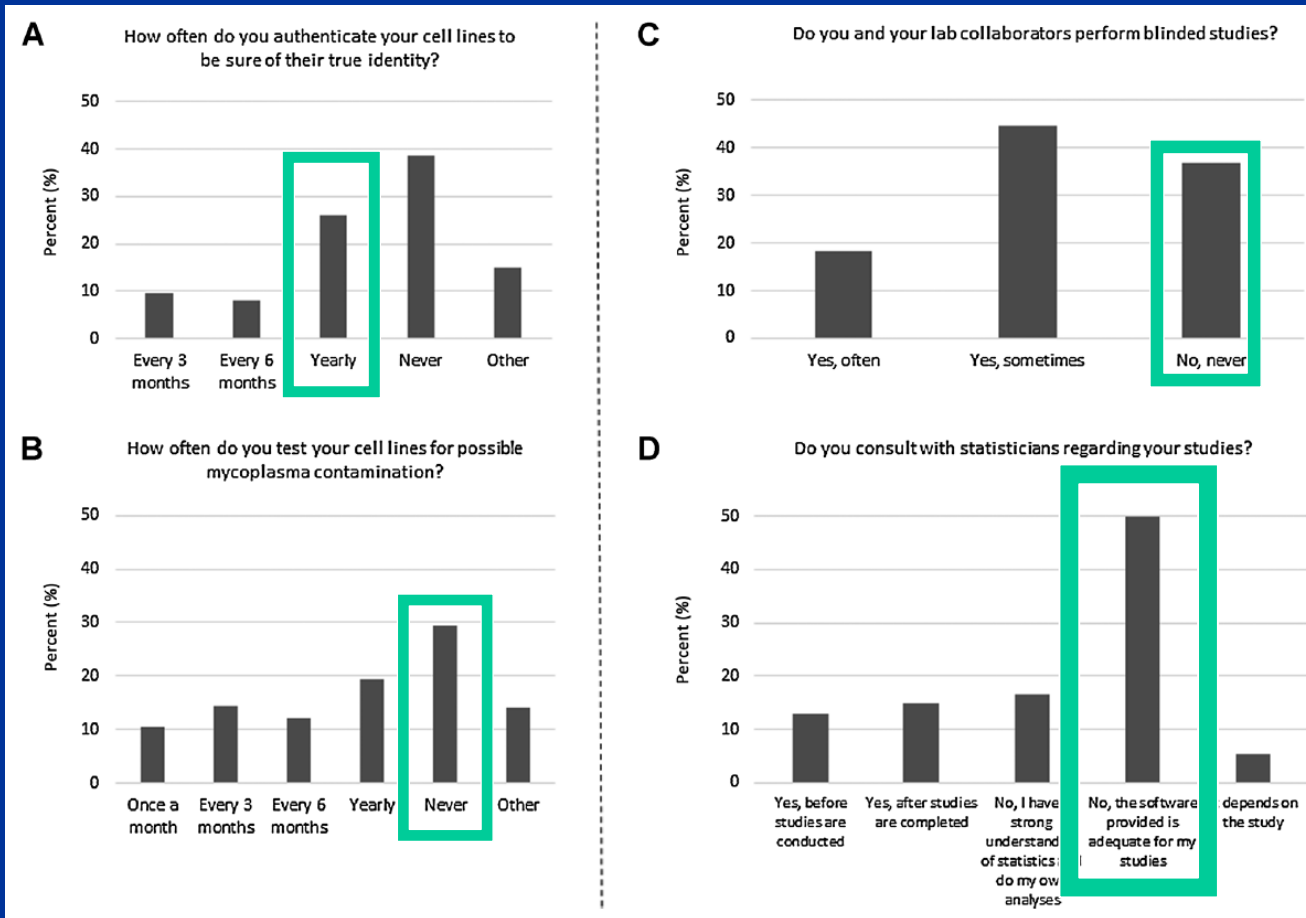 A
How often do you authenticate your cell lines to
be sure of their true identity?
Percent (%)
50
40
30
20
10
0
Every 3
months
Every 6
months
Yearly
Never
Other
B
How often do you test your cell lines for possible
mycoplasma contamination?
Percent (%)
50
40
30
20
10
0
Once a
month
Every 3
months
Every 6
months
Yearly
Never
Other
C
Do you and your lab collaborators perform blinded studies?
Percent (%)
50
40
30
20
10
0
Yes, often
Yes, sometimes
No, never
D
Do you consult with statisticians regarding your studies?
Percent (%)
50
40
30
20
10
0
Yes, before
studies are
conducted
Yes, after studies
are completed
No, I have
strong
understand
of statistics
do my ow
analyses
No, the software
provided is
adequate for my
studies
depends on
the study